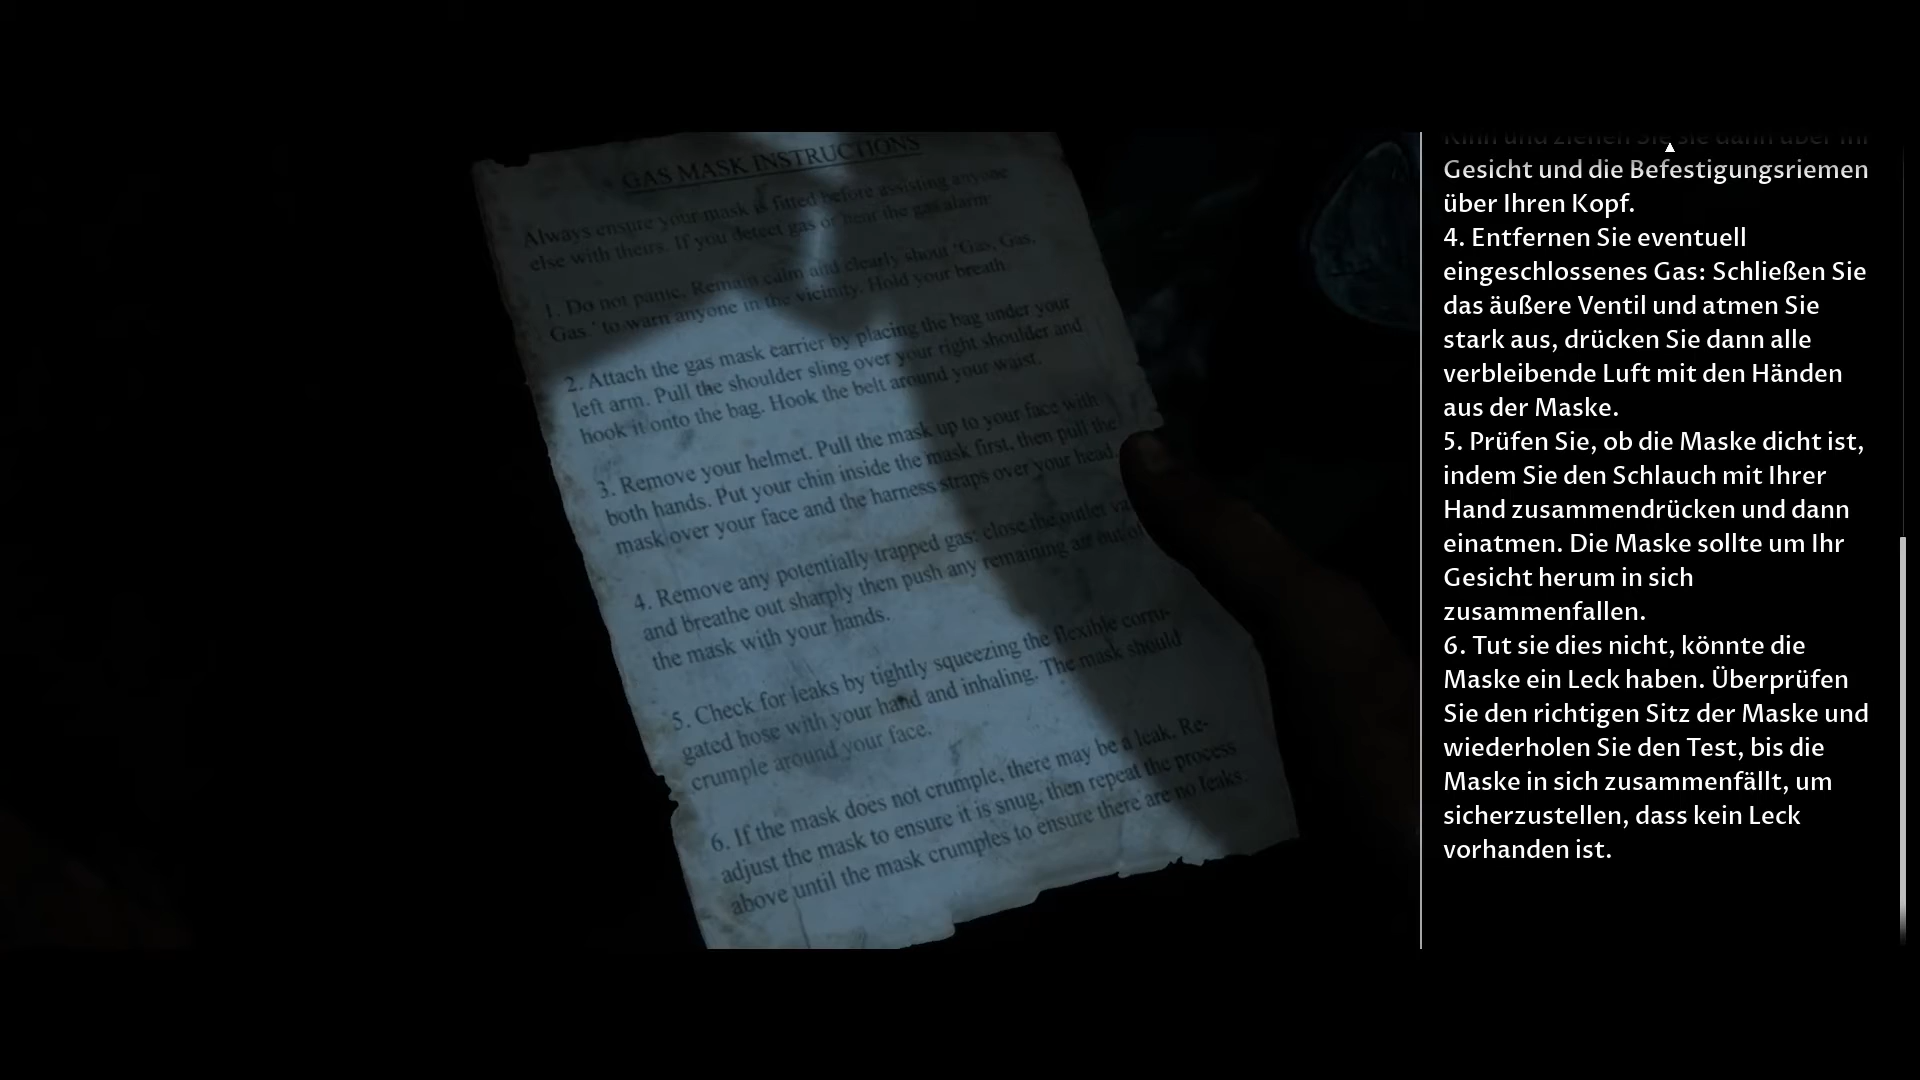 GAS MASK INSTRUCTIONS
Always ensure your mask is fitted before assisting anyone
else with theirs. If you detect gas or hear the gas alarm:
1. Do not panic. Remain calm and clearly shout 'Gas, Gas,
Gas.' to warn anyone in the vicinity. Hold your breath.
2. Attach the gas mask carrier by placing the bag under your
left arm. Pull the shoulder sling over your right shoulder and
hook it onto the bag. Hook the belt around your waist.
3. Remove your helmet. Pull the mask up to your face with
both hands. Put your chin inside the mask first, then pull the
mask over your face and the harness straps over your head.
4. Remove any potentially trapped gas: close the outlet
and breathe out sharply then push any remaining air out of
the mask with your hands.
5. Check for leaks by tightly squeezing the flexible corru-
gated hose with your hand and inhaling. The mask should
crumple around your face.
6. If the mask does not crumple, there may be a leak. Re-
adjust the mask to ensure it is snug, then repeat the process
above until the mask crumples to ensure there are no leaks.
Kinn und ziehen Sie sie dann über Ihr
Gesicht und die Befestigungsriemen
über Ihren Kopf.
4. Entfernen Sie eventuell
eingeschlossenes Gas: Schließen Sie
das äußere Ventil und atmen Sie
stark aus, drücken Sie dann alle
verbleibende Luft mit den Händen
aus der Maske.
5. Prüfen Sie, ob die Maske dicht ist,
indem Sie den Schlauch mit Ihrer
Hand zusammendrücken und dann
einatmen. Die Maske sollte um Ihr
Gesicht herum in sich
zusammenfallen.
6. Tut sie dies nicht, könnte die
Maske ein Leck haben. Überprüfen
Sie den richtigen Sitz der Maske und
wiederholen Sie den Test, bis die
Maske in sich zusammenfällt, um
sicherzustellen, dass kein Leck
vorhanden ist.